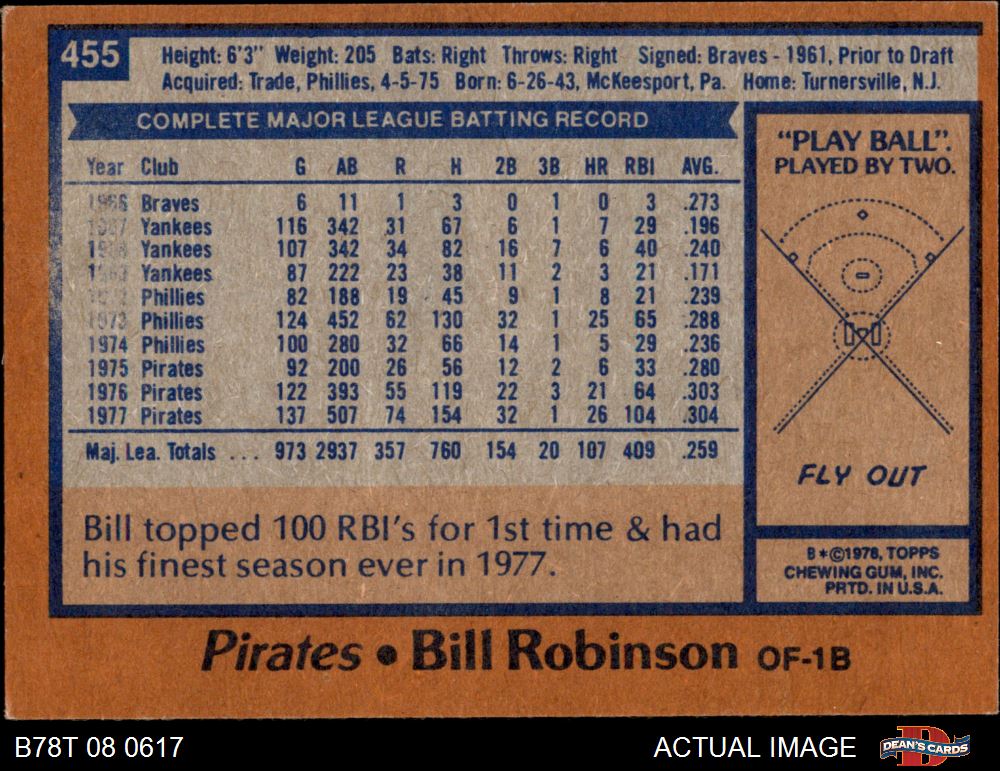 455
Height: 6'3" Weight: 205 Bats: Right Throws: Right Signed: Braves - 1961, Prior to Draft
Acquired: Trade, Phillies, 4-5-75 Born: 6-26-43, McKeesport, Pa. Home: Turnersville, N.J.
COMPLETE MAJOR LEAGUE BATTING RECORD
Year Club G AB R H 2B 3B HR RBI AVG.
1966 Braves 6 11 1 3 0 1 0 3 .273
1967 Yankees 116 342 31 67 6 1 7 29 .196
1968 Yankees 107 342 34 82 16 7 6 40 .240
1969 Yankees 87 222 23 38 11 2 3 21 .171
1972 Phillies 82 188 19 45 9 1 8 21 .239
1973 Phillies 124 452 62 130 32 1 25 65 .288
1974 Phillies 100 280 32 66 14 1 5 29 .236
1975 Pirates 92 200 26 56 12 2 6 33 .280
1976 Pirates 122 393 55 119 22 3 21 64 .303
1977 Pirates 137 507 74 154 32 1 26 104 .304
Maj. Lea. Totals ... 973 2937 357 760 154 20 107 409 .259
Bill topped 100 RBI's for 1st time & had
his finest season ever in 1977.
"PLAY BALL".
PLAYED BY TWO.
FLY OUT
B*©1978, TOPPS
CHEWING GUM, INC.
PRTD. IN U.S.A.
Pirates • Bill Robinson OF-1B
B78T 08 0617 ACTUAL IMAGE DEAN'S CARDS